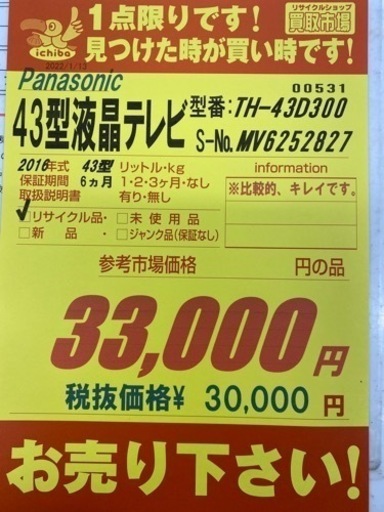 1点限りです!
見つけた時が買い時です!
リサイクルショップ
買取市場
ichiba
2022/1/13
Panasonic
00531
43型液晶テレビ
型番:TH-43D300
S-No.MV6252827
2016年式 43型 リットル・kg
保証期間 6ヵ月 1・2・3ヶ月・なし
取扱説明書 有り・無し
✓□リサイクル品・□未使用品
□新品・□ジャンク品(保証なし)
information
※比較的、キレイです。
参考市場価格 円の品
33,000円
税抜価格¥ 30,000 円
お売り下さい!